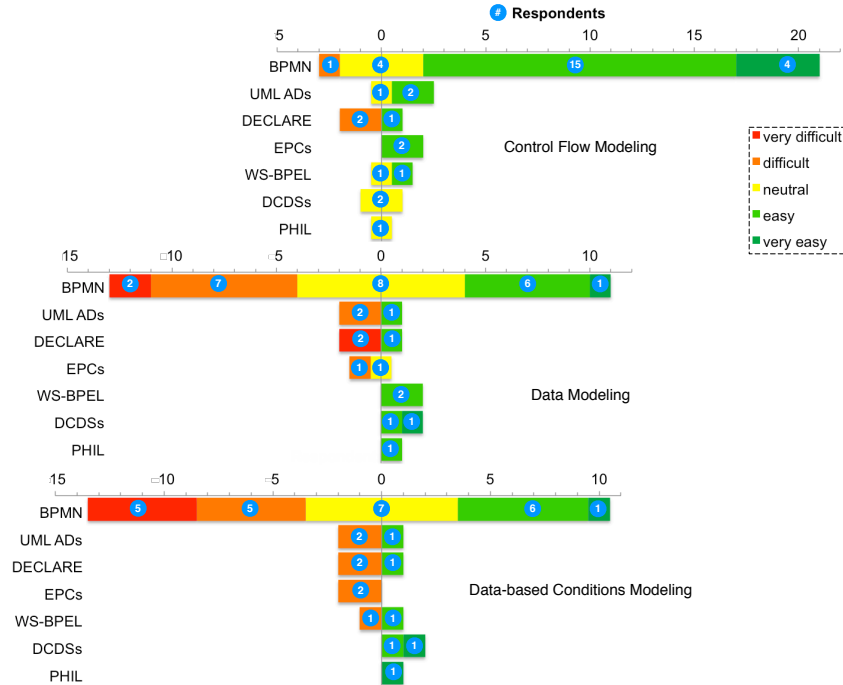 # Respondents
5 0 5 10 15 20
BPMN 1 4 15 4
UML ADs 1 2
DECLARE 2 1
EPCs 2
WS-BPEL 1 1
DCDSs 2
PHIL 1
Control Flow Modeling
very difficult
difficult
neutral
easy
very easy
15 10 5 0 5 10
BPMN 2 7 8 6 1
UML ADs 2 1
DECLARE 2 1
EPCs 1 1
WS-BPEL 2
DCDSs 1 1
PHIL 1
Data Modeling
15 10 5 0 5 10
BPMN 5 5 7 6 1
UML ADs 2 1
DECLARE 2 1
EPCs 2
WS-BPEL 1 1
DCDSs 1 1
PHIL 1
Data-based Conditions Modeling